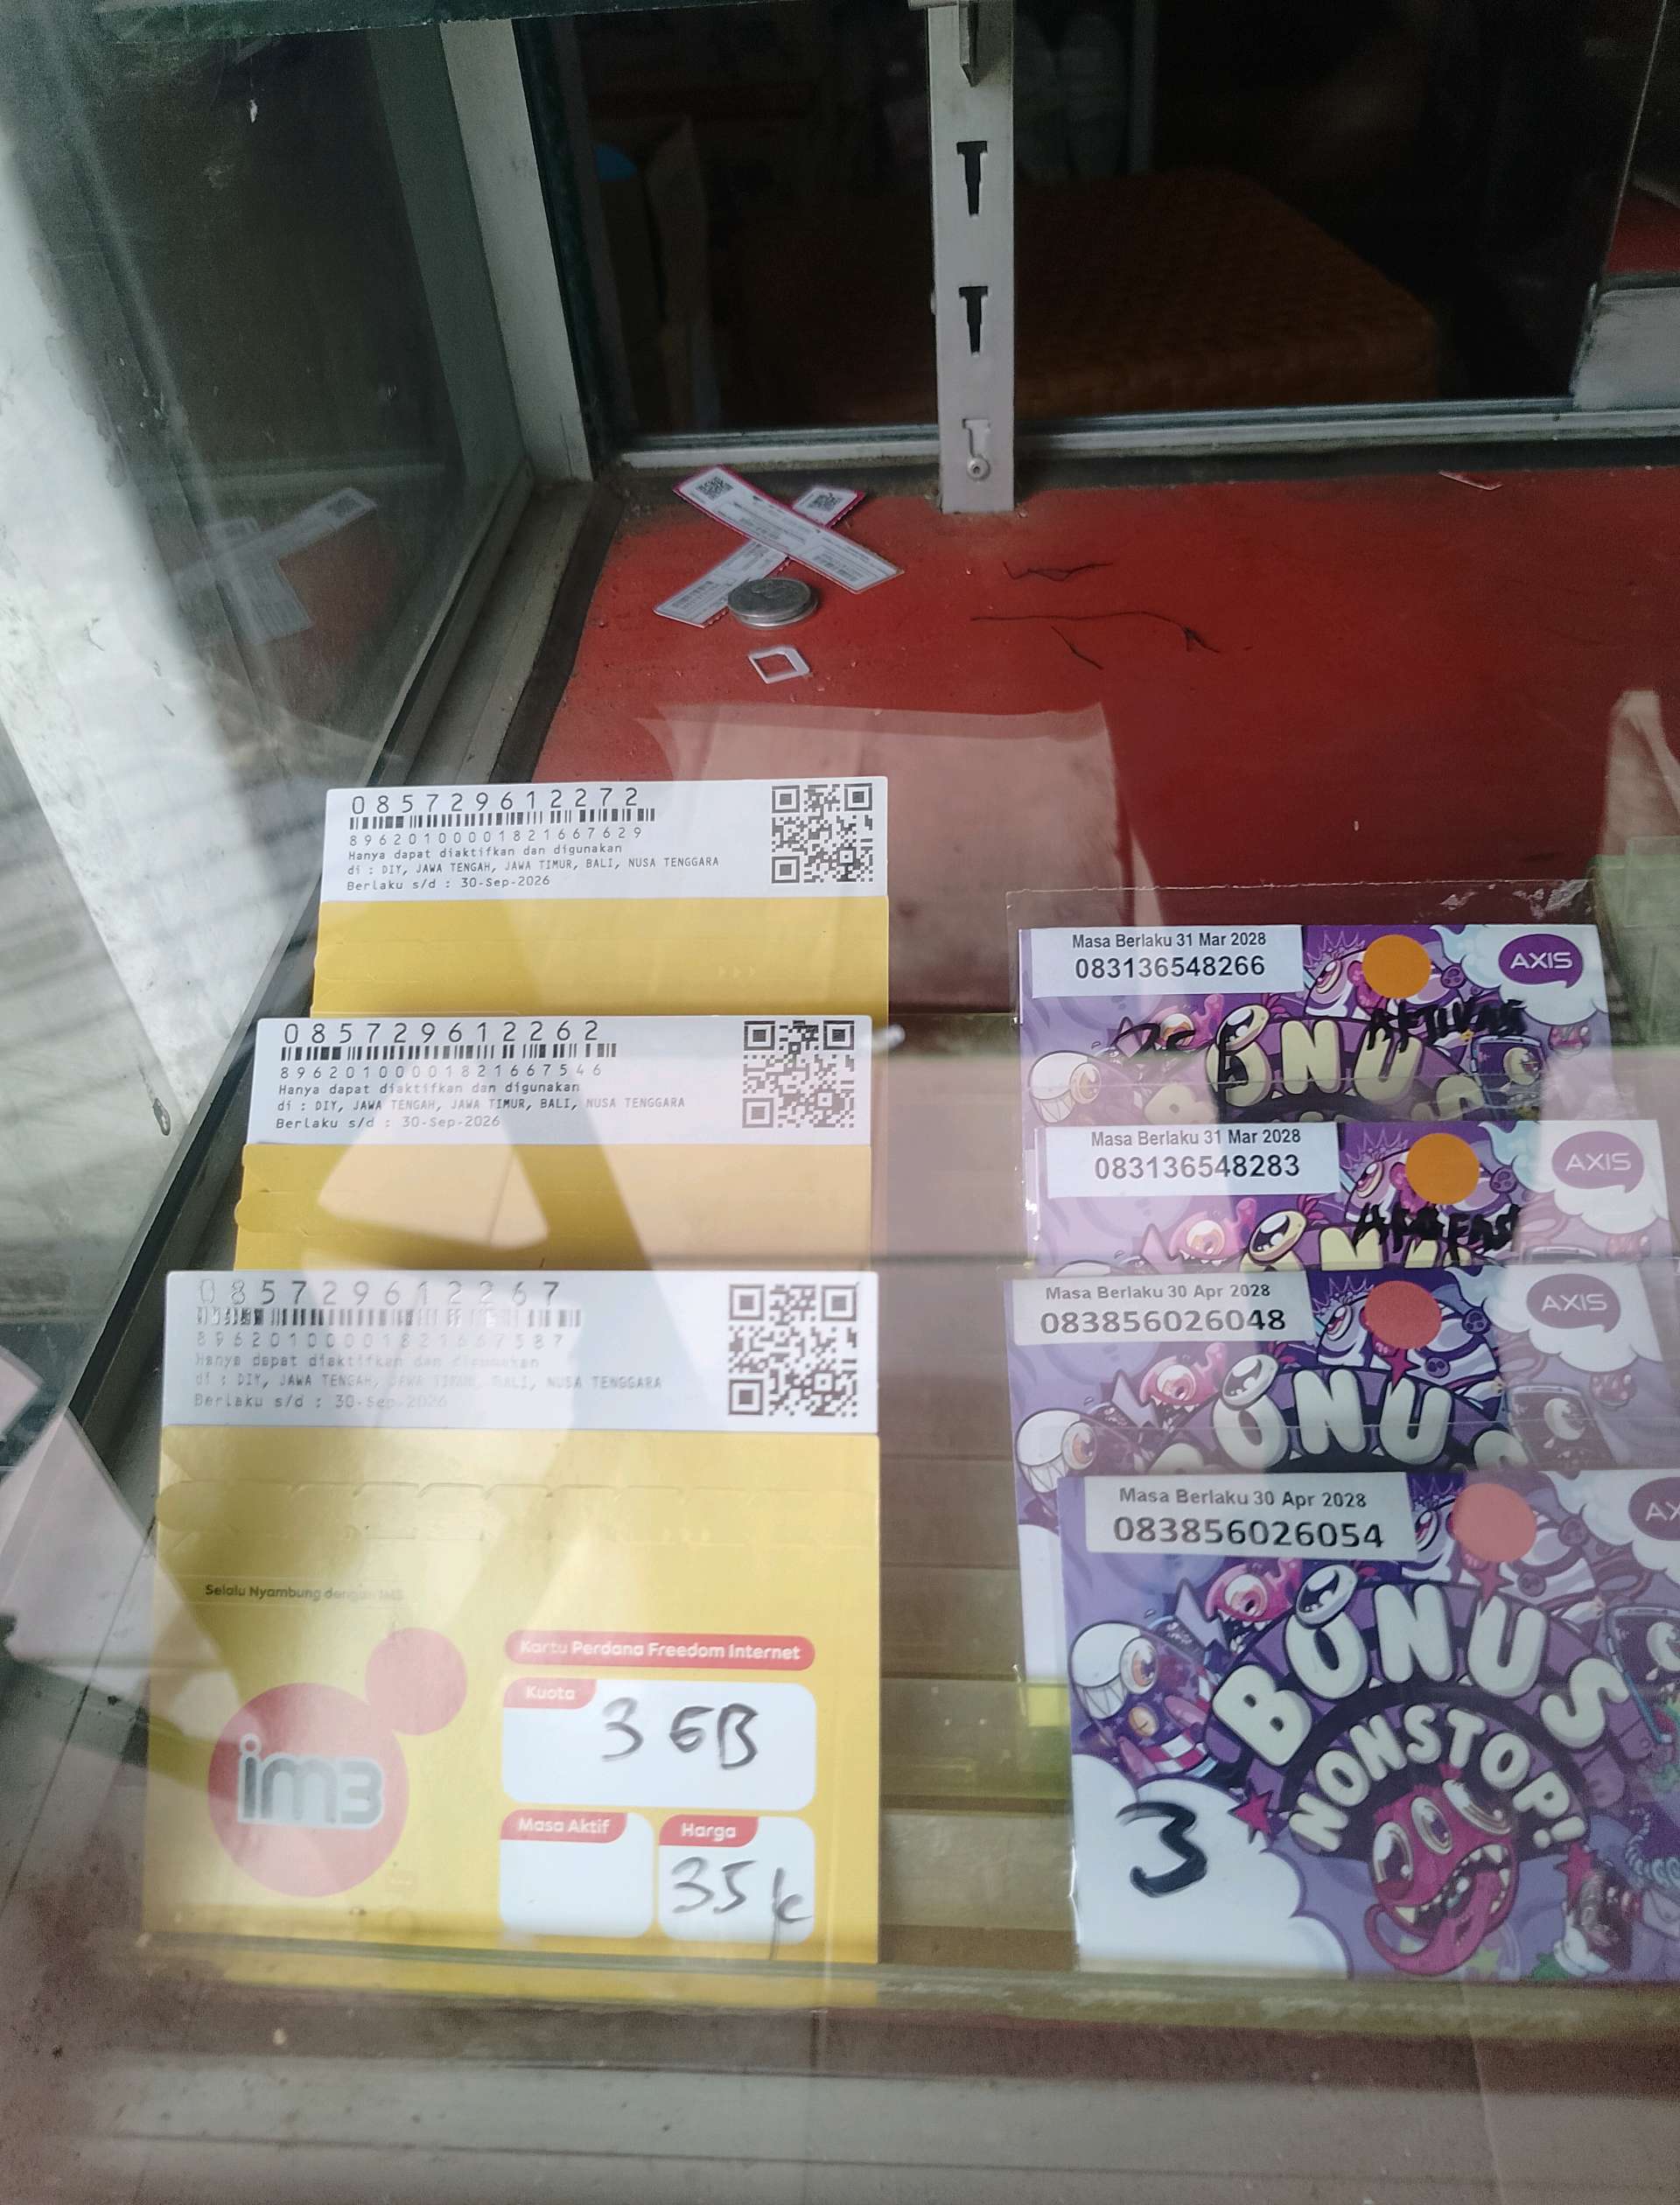 085729612272
89620100001821667629
Hanya dapat diaktifkan dan digunakan
di : DIY, JAWA TENGAH, JAWA TIMUR, BALI, NUSA TENGGARA
Berlaku s/d : 30-Sep-2026
085729612262
89620100001821667546
Hanya dapat diaktifkan dan digunakan
di : DIY, JAWA TENGAH, JAWA TIMUR, BALI, NUSA TENGGARA
Berlaku s/d : 30-Sep-2026
085729612267
89620100001821667587
Hanya dapat diaktifkan dan digunakan
di : DIY, JAWA TENGAH, JAWA TIMUR, BALI, NUSA TENGGARA
Berlaku s/d : 30-Sep-2026
Selalu Nyambung dengan IM3
im3
Kartu Perdana Freedom Internet
Kuota
3 GB
Masa Aktif
Harga
35 k
Masa Berlaku 31 Mar 2028
083136548266
AXIS
BONUS
Masa Berlaku 31 Mar 2028
083136548283
AXIS
Masa Berlaku 30 Apr 2028
083856026048
AXIS
BONUS
Masa Berlaku 30 Apr 2028
083856026054
AX
BONUS
NONSTOP!
3